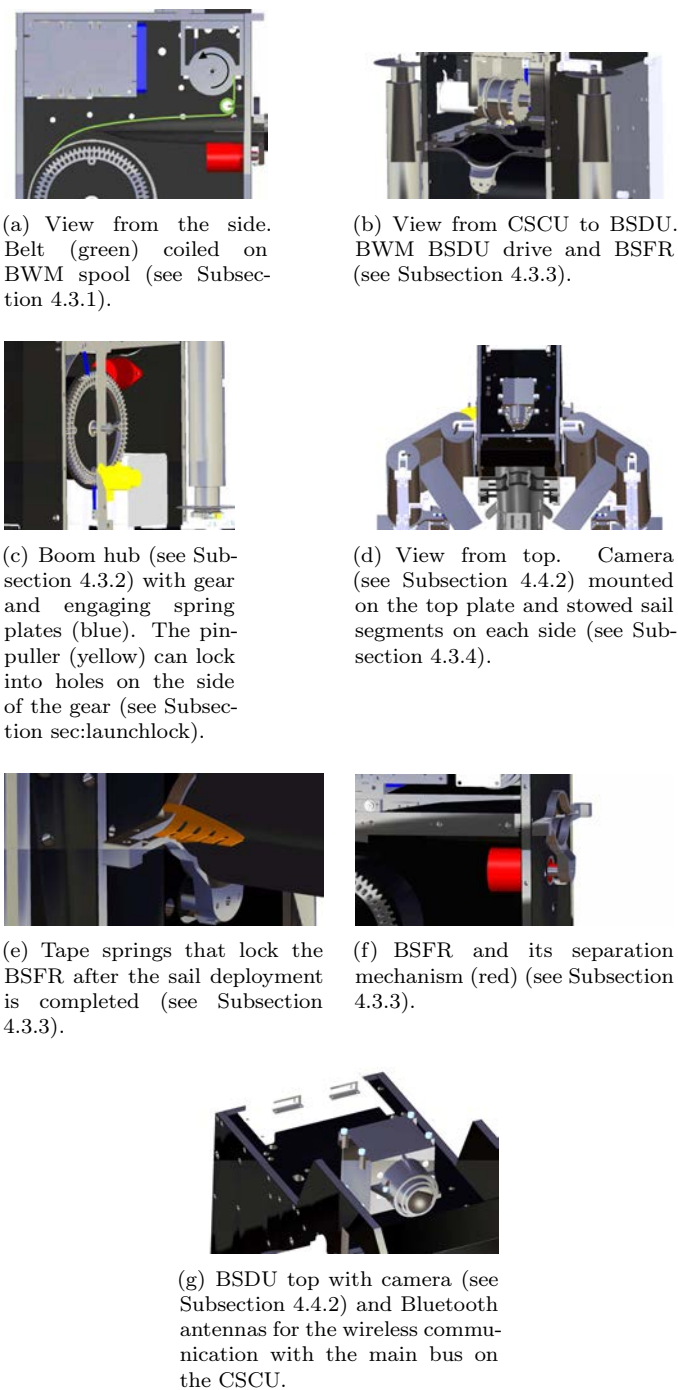 (a) View from the side.
Belt (green) coiled on
BWM spool (see Subsec-
tion 4.3.1).
(b) View from CSCU to BSDU.
BWM BSDU drive and BSFR
(see Subsection 4.3.3).
(c) Boom hub (see Sub-
section 4.3.2) with gear
and engaging spring
plates (blue). The pin-
puller (yellow) can lock
into holes on the side
of the gear (see Subsec-
tion sec:launchlock).
(d) View from top. Camera
(see Subsection 4.4.2) mounted
on the top plate and stowed sail
segments on each side (see Sub-
section 4.3.4).
(e) Tape springs that lock the
BSFR after the sail deployment
is completed (see Subsection
4.3.3).
(f) BSFR and its separation
mechanism (red) (see Subsection
4.3.3).
(g) BSDU top with camera (see
Subsection 4.4.2) and Bluetooth
antennas for the wireless commu-
nication with the main bus on
the CSCU.